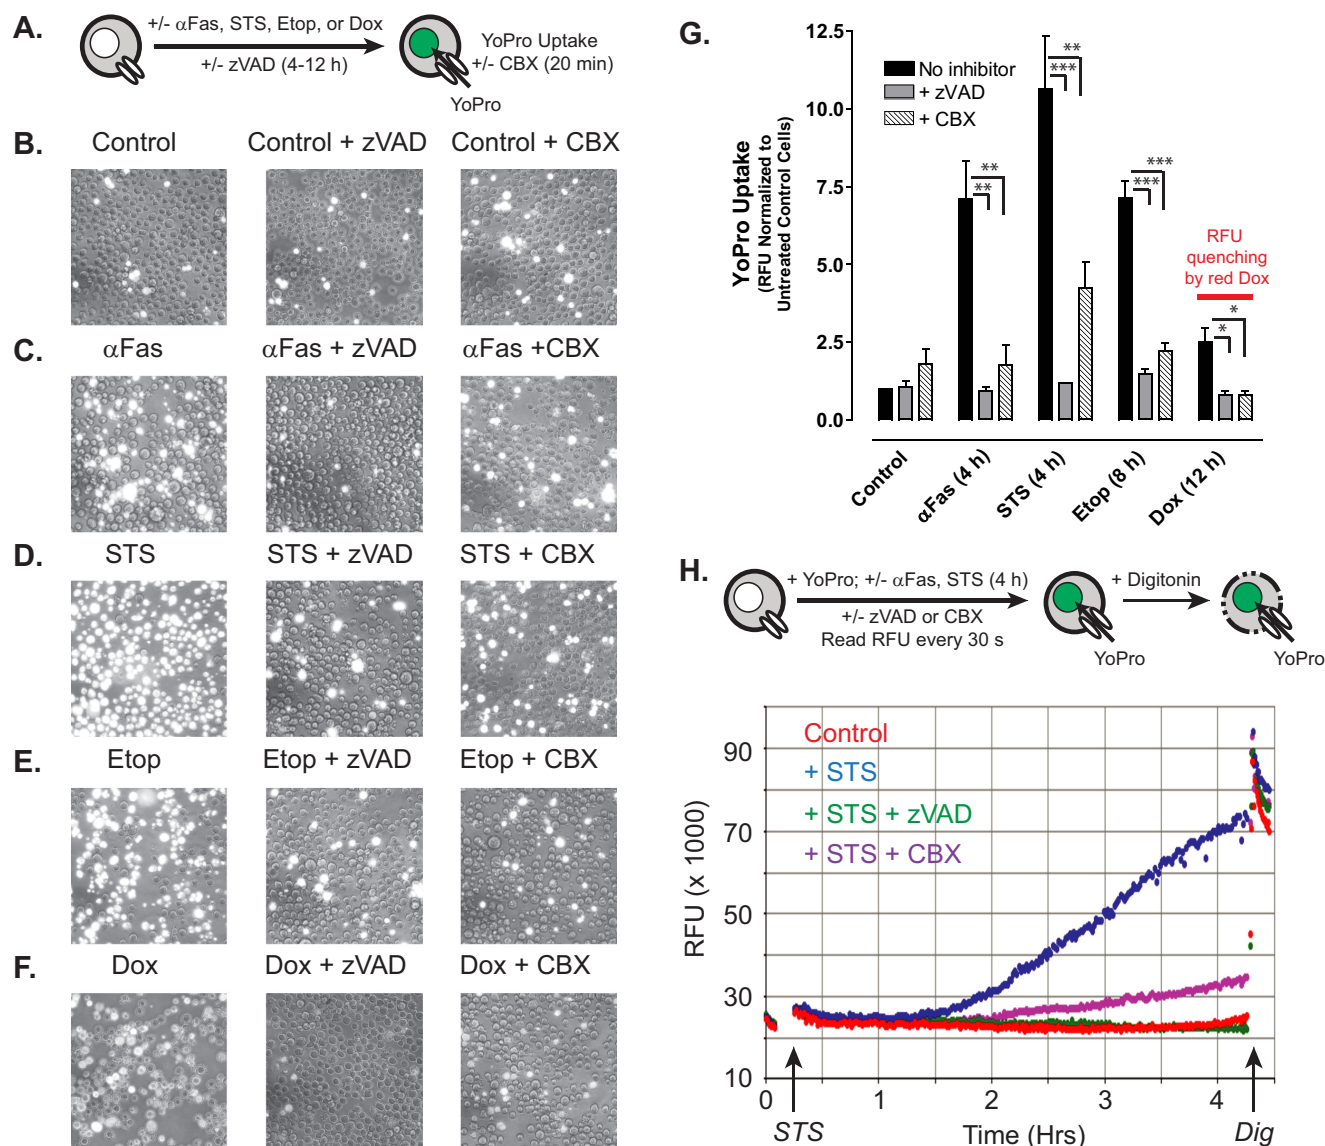 A.
+/- αFas, STS, Etop, or Dox
+/- zVAD (4-12 h)
YoPro Uptake
+/- CBX (20 min)
YoPro
B.
Control
Control + zVAD
Control + CBX
C.
αFas
αFas + zVAD
αFas +CBX
D.
STS
STS + zVAD
STS + CBX
E.
Etop
Etop + zVAD
Etop + CBX
F.
Dox
Dox + zVAD
Dox + CBX
G.
YoPro Uptake
(RFU Normalized to
Untreated Control Cells)
12.5
10.0
7.5
5.0
2.5
0.0
No inhibitor
+ zVAD
+ CBX
**
**
**
***
***
***
RFU
quenching
by red Dox
*
*
Control
αFas (4 h)
STS (4 h)
Etop (8 h)
Dox (12 h)
H.
+ YoPro; +/- αFas, STS (4 h)
+/- zVAD or CBX
Read RFU every 30 s
+ Digitonin
YoPro
YoPro
RFU (x 1000)
90
70
50
30
10
Control
+ STS
+ STS + zVAD
+ STS + CBX
0
1
2
3
4
STS
Time (Hrs)
Dig